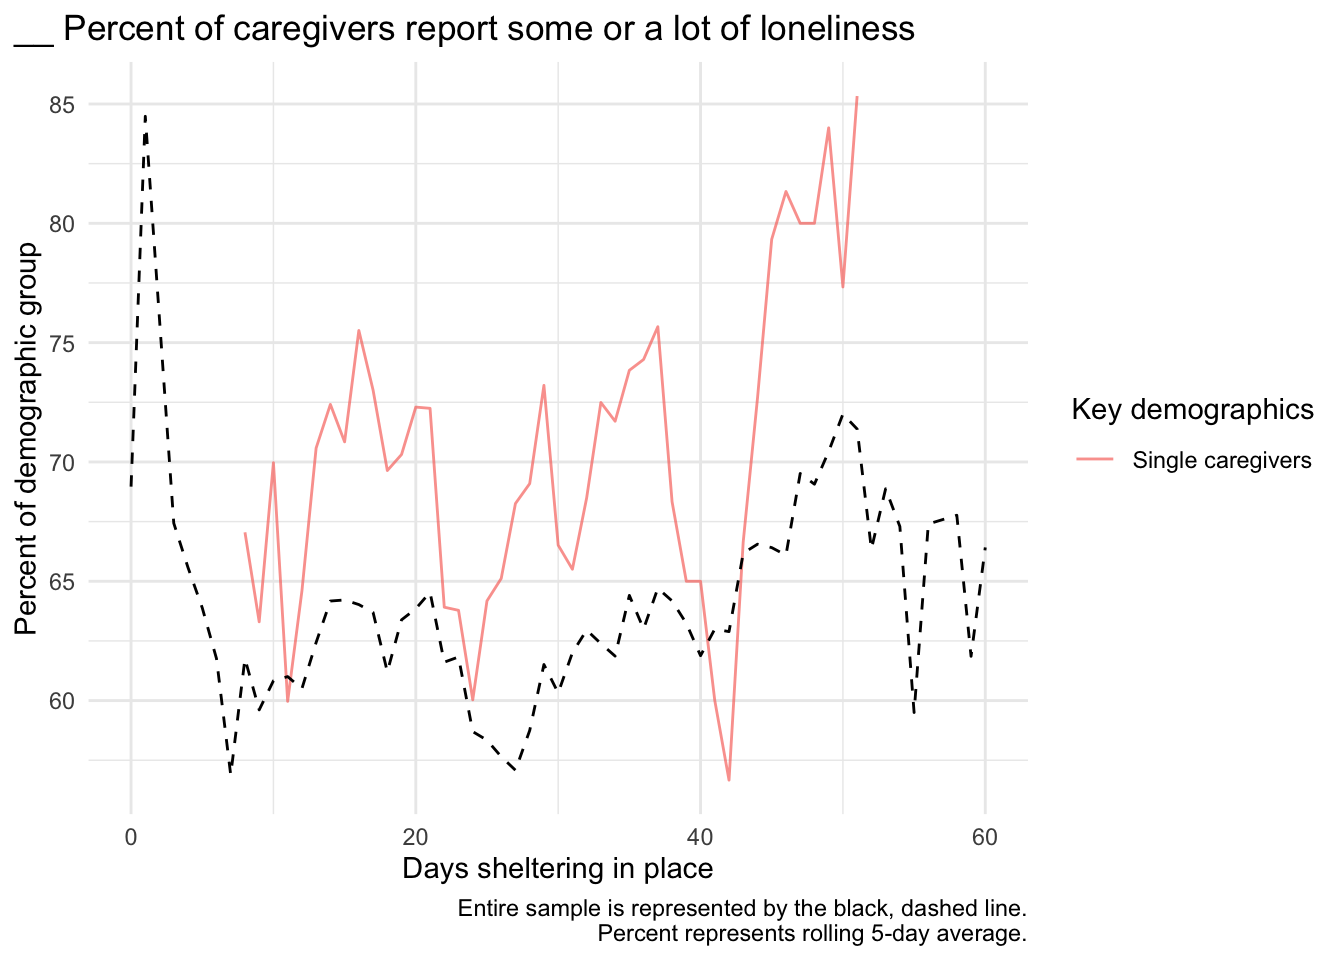 __ Percent of caregivers report some or a lot of loneliness
Percent of demographic group
85
80
75
70
65
60
0
20
40
60
Days sheltering in place
Key demographics
Single caregivers
Entire sample is represented by the black, dashed line.
Percent represents rolling 5-day average.